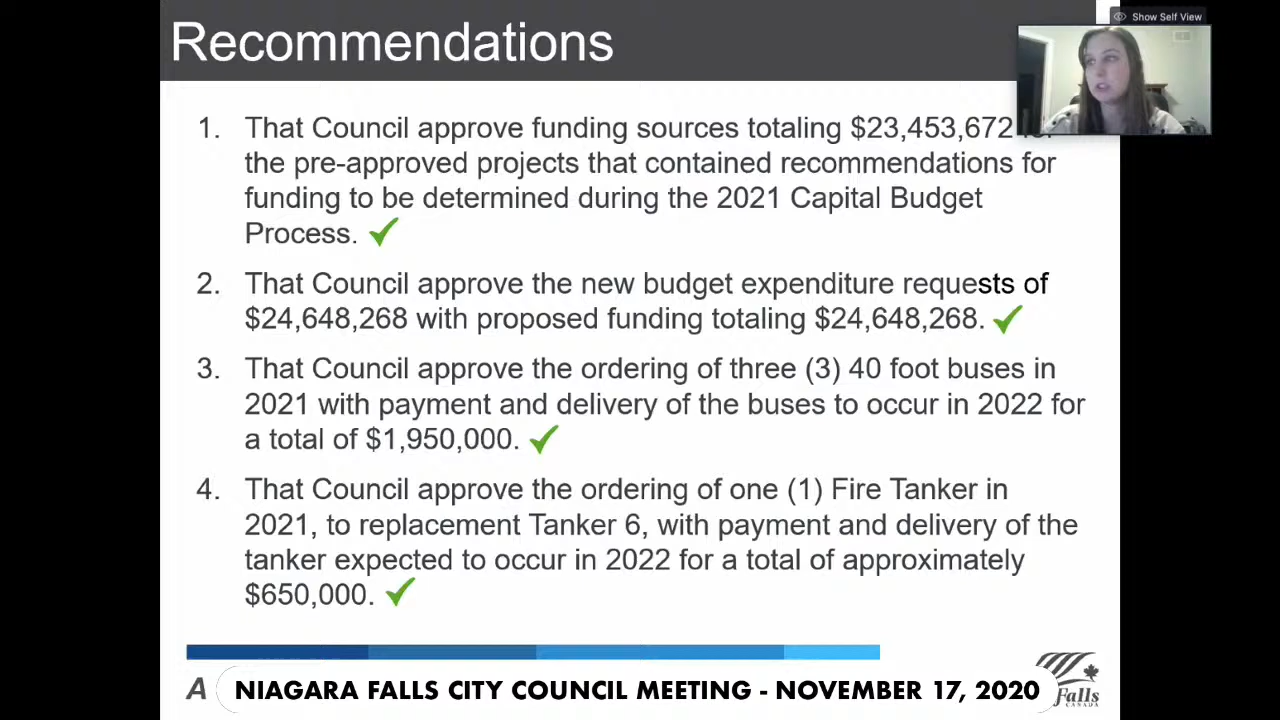 Recommendations
Show Self View
1. That Council approve funding sources totaling $23,453,672 for
the pre-approved projects that contained recommendations for
funding to be determined during the 2021 Capital Budget
Process.
2. That Council approve the new budget expenditure requests of
$24,648,268 with proposed funding totaling $24,648,268.
3. That Council approve the ordering of three (3) 40 foot buses in
2021 with payment and delivery of the buses to occur in 2022 for
a total of $1,950,000.
4. That Council approve the ordering of one (1) Fire Tanker in
2021, to replacement Tanker 6, with payment and delivery of the
tanker expected to occur in 2022 for a total of approximately
$650,000.
A
NIAGARA FALLS CITY COUNCIL MEETING - NOVEMBER 17, 2020
Falls
CANADA